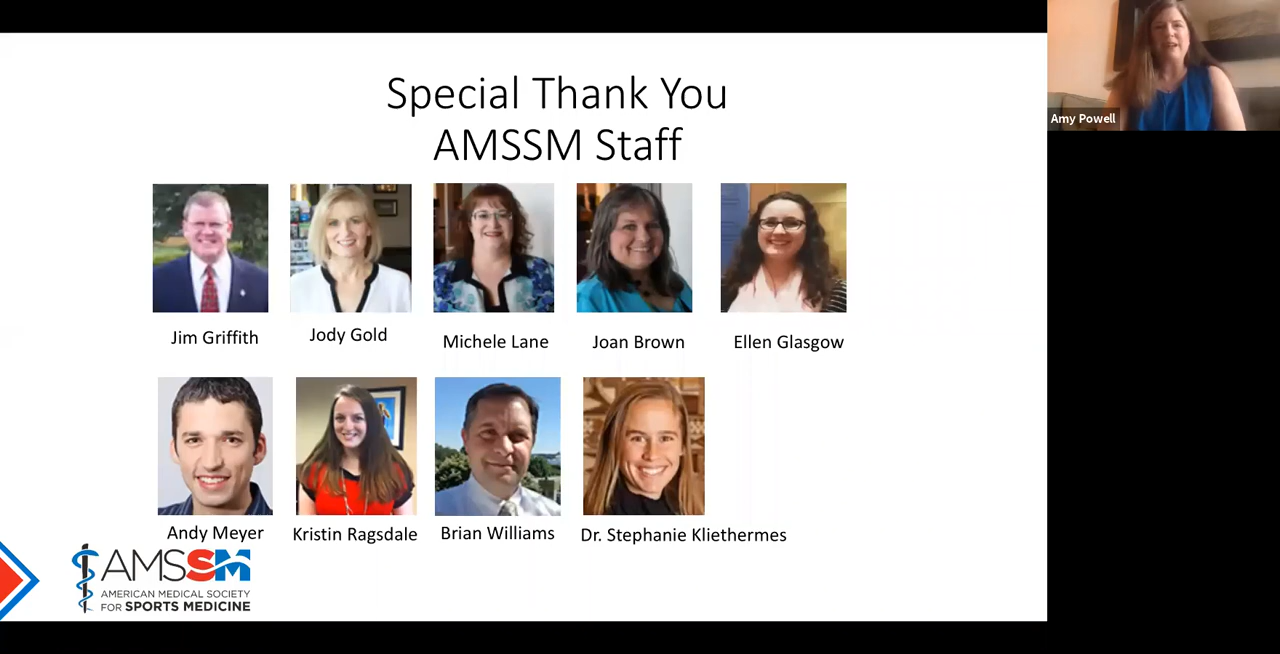 Special Thank You
AMSSM Staff
Amy Powell
Jim Griffith
Jody Gold
Michele Lane
Joan Brown
Ellen Glasgow
Andy Meyer
Kristin Ragsdale
Brian Williams
Dr. Stephanie Kliethermes
AMSSM
AMERICAN MEDICAL SOCIETY
FOR SPORTS MEDICINE